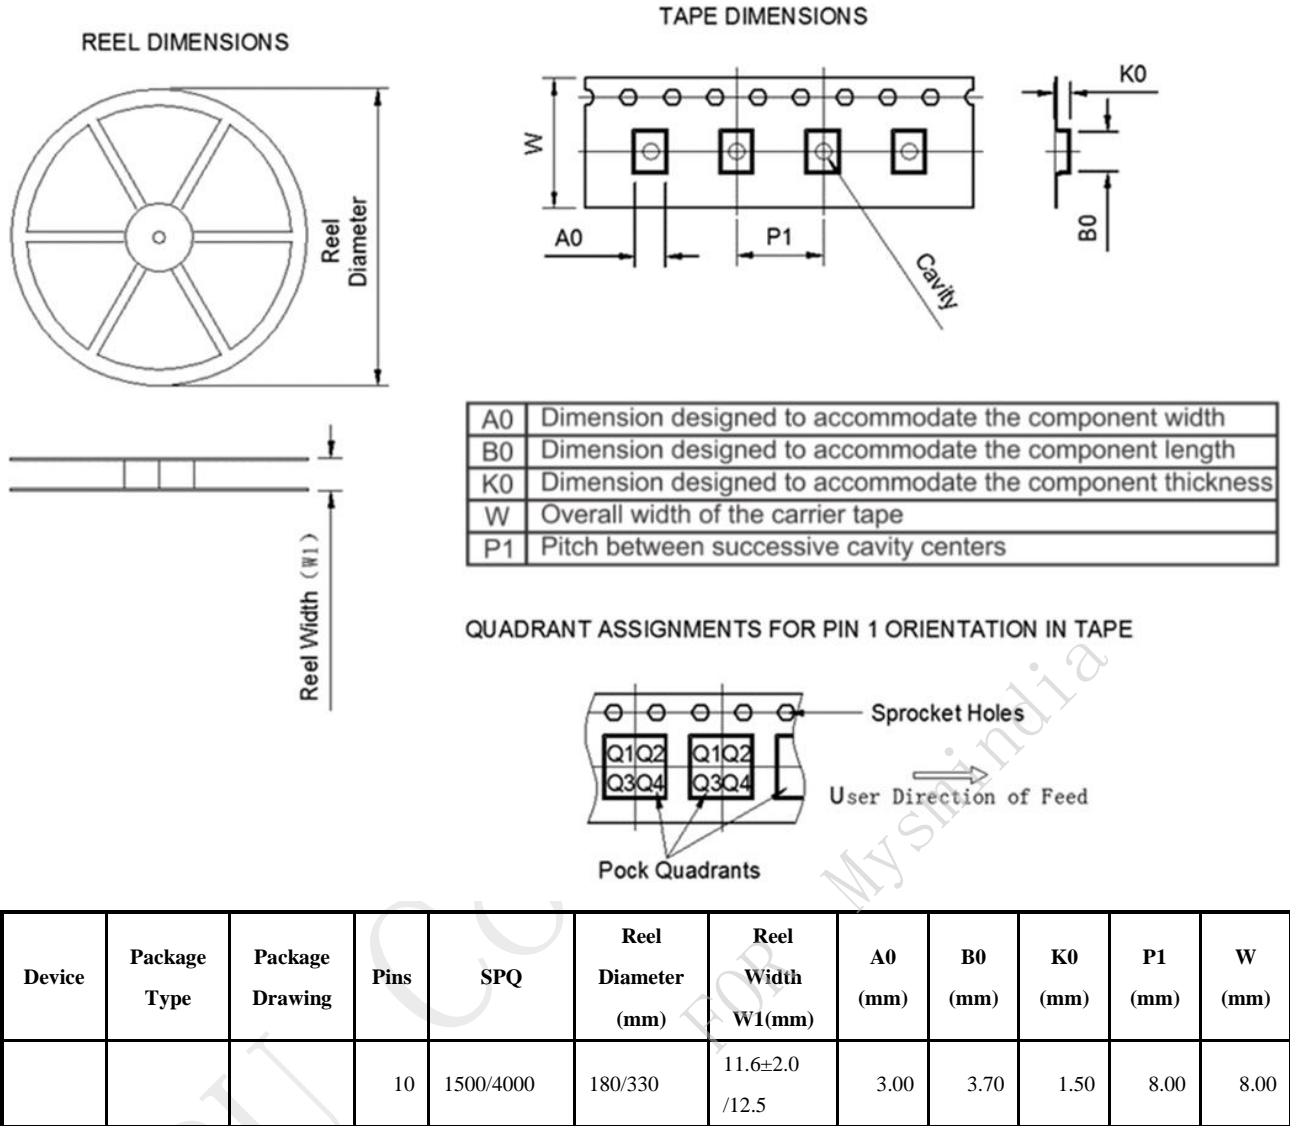 REEL DIMENSIONS
Reel
Diameter
Reel Width (W1)
TAPE DIMENSIONS
W
A0
P1
Cavity
K0
B0
A0 Dimension designed to accommodate the component width
B0 Dimension designed to accommodate the component length
K0 Dimension designed to accommodate the component thickness
W Overall width of the carrier tape
P1 Pitch between successive cavity centers
QUADRANT ASSIGNMENTS FOR PIN 1 ORIENTATION IN TAPE
Q1 Q2 Q1 Q2
Q3 Q4 Q3 Q4
Sprocket Holes
User Direction of Feed
Pock Quadrants
FOR Mysmindia
Device Package Type Package Drawing Pins SPQ Reel Diameter (mm) Reel Width W1(mm) A0 (mm) B0 (mm) K0 (mm) P1 (mm) W (mm)
10 1500/4000 180/330 11.6±2.0 /12.5 3.00 3.70 1.50 8.00 8.00